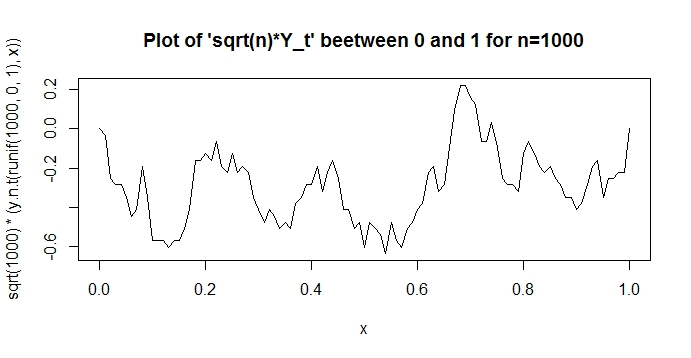 Plot of 'sqrt(n)*Y_t' beetween 0 and 1 for n=1000
sqrt(1000) * (y.n.t(runif(1000, 0, 1), x))
0.2
0.0
-0.2
-0.6
0.0 0.2 0.4 0.6 0.8 1.0
x